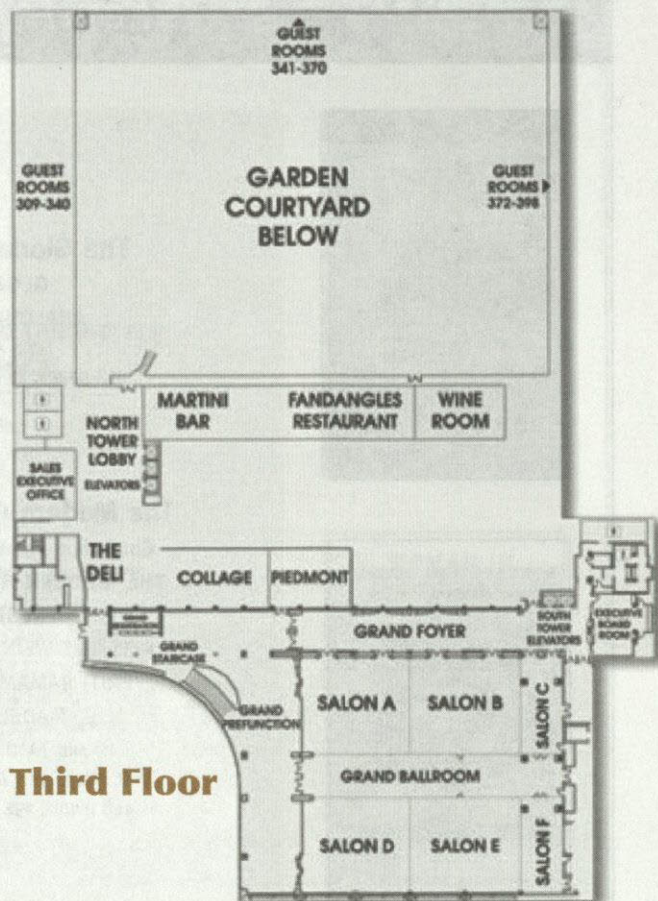 GUEST
ROOMS
341-370
GUEST
ROOMS
309-340
GARDEN
COURTYARD
BELOW
GUEST
ROOMS
372-398
MARTINI
BAR
FANDANGLES
RESTAURANT
WINE
ROOM
NORTH
TOWER
LOBBY
ELEVATORS
SALES
EXECUTIVE
OFFICE
THE
DELI
COLLAGE
PIEDMONT
GRAND
STAIRCASE
GRAND FOYER
SOUTH
TOWER
ELEVATORS
EXECUTIVE
BOARD
ROOM
GRAND
PREFUNCTION
SALON A
SALON B
SALON C
Third Floor
GRAND BALLROOM
SALON D
SALON E
SALON F